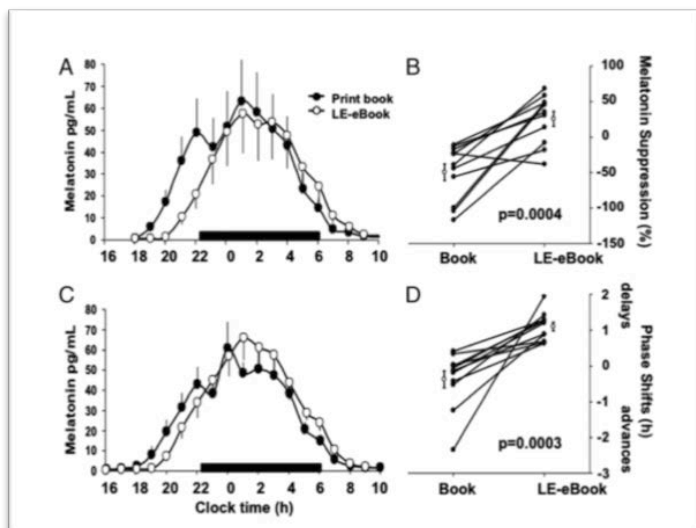 A
Melatonin pg/mL
80
70
60
50
40
30
20
10
0
16 18 20 22 0 2 4 6 8 10
Print book
LE-eBook
B
Melatonin Suppression (%)
100
50
0
-50
-100
-150
p=0.0004
Book LE-eBook
C
Melatonin pg/mL
80
70
60
50
40
30
20
10
0
16 18 20 22 0 2 4 6 8 10
Clock time (h)
D
Phase Shifts (h)
delays
advances
2
1
0
-1
-2
-3
p=0.0003
Book LE-eBook